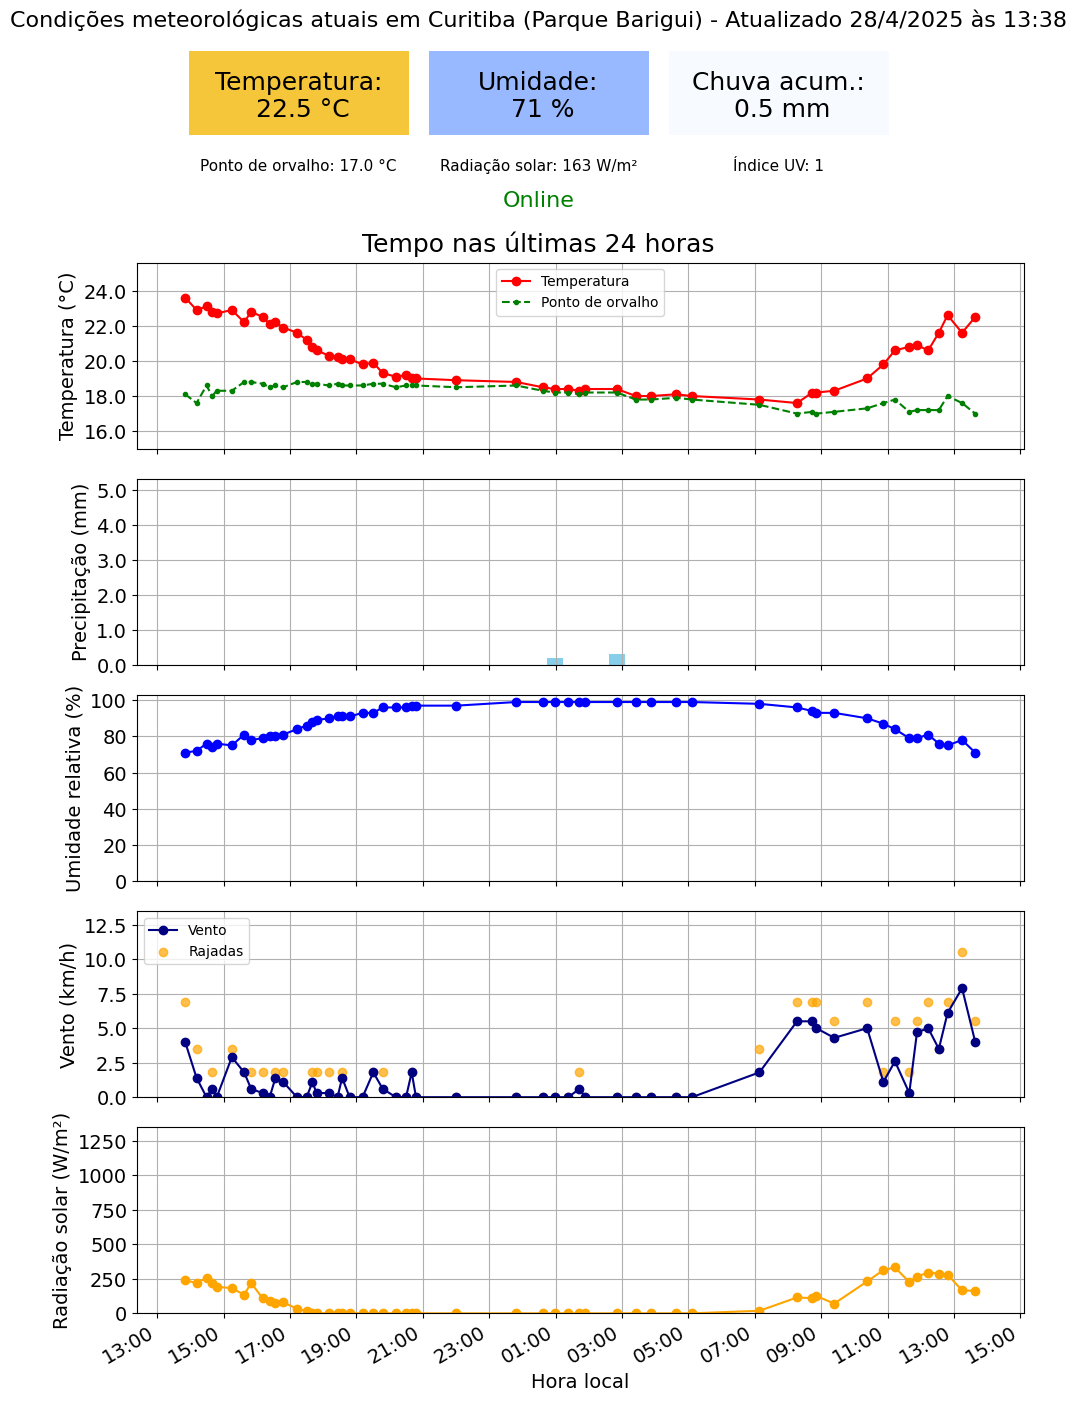 Condições meteorológicas atuais em Curitiba (Parque Barigui) - Atualizado 28/4/2025 às 13:38
Temperatura:
22.5 °C
Umidade:
71 %
Chuva acum.:
0.5 mm
Ponto de orvalho: 17.0 °C
Radiação solar: 163 W/m²
Índice UV: 1
Online
Tempo nas últimas 24 horas
Temperatura (°C)
24.0
22.0
20.0
18.0
16.0
Temperatura
Ponto de orvalho
Precipitação (mm)
5.0
4.0
3.0
2.0
1.0
0.0
Umidade relativa (%)
100
80
60
40
20
0
Vento (km/h)
12.5
10.0
7.5
5.0
2.5
0.0
Vento
Rajadas
Radiação solar (W/m²)
1250
1000
750
500
250
0
13:00
15:00
17:00
19:00
21:00
23:00
01:00
03:00
05:00
07:00
09:00
11:00
13:00
15:00
Hora local